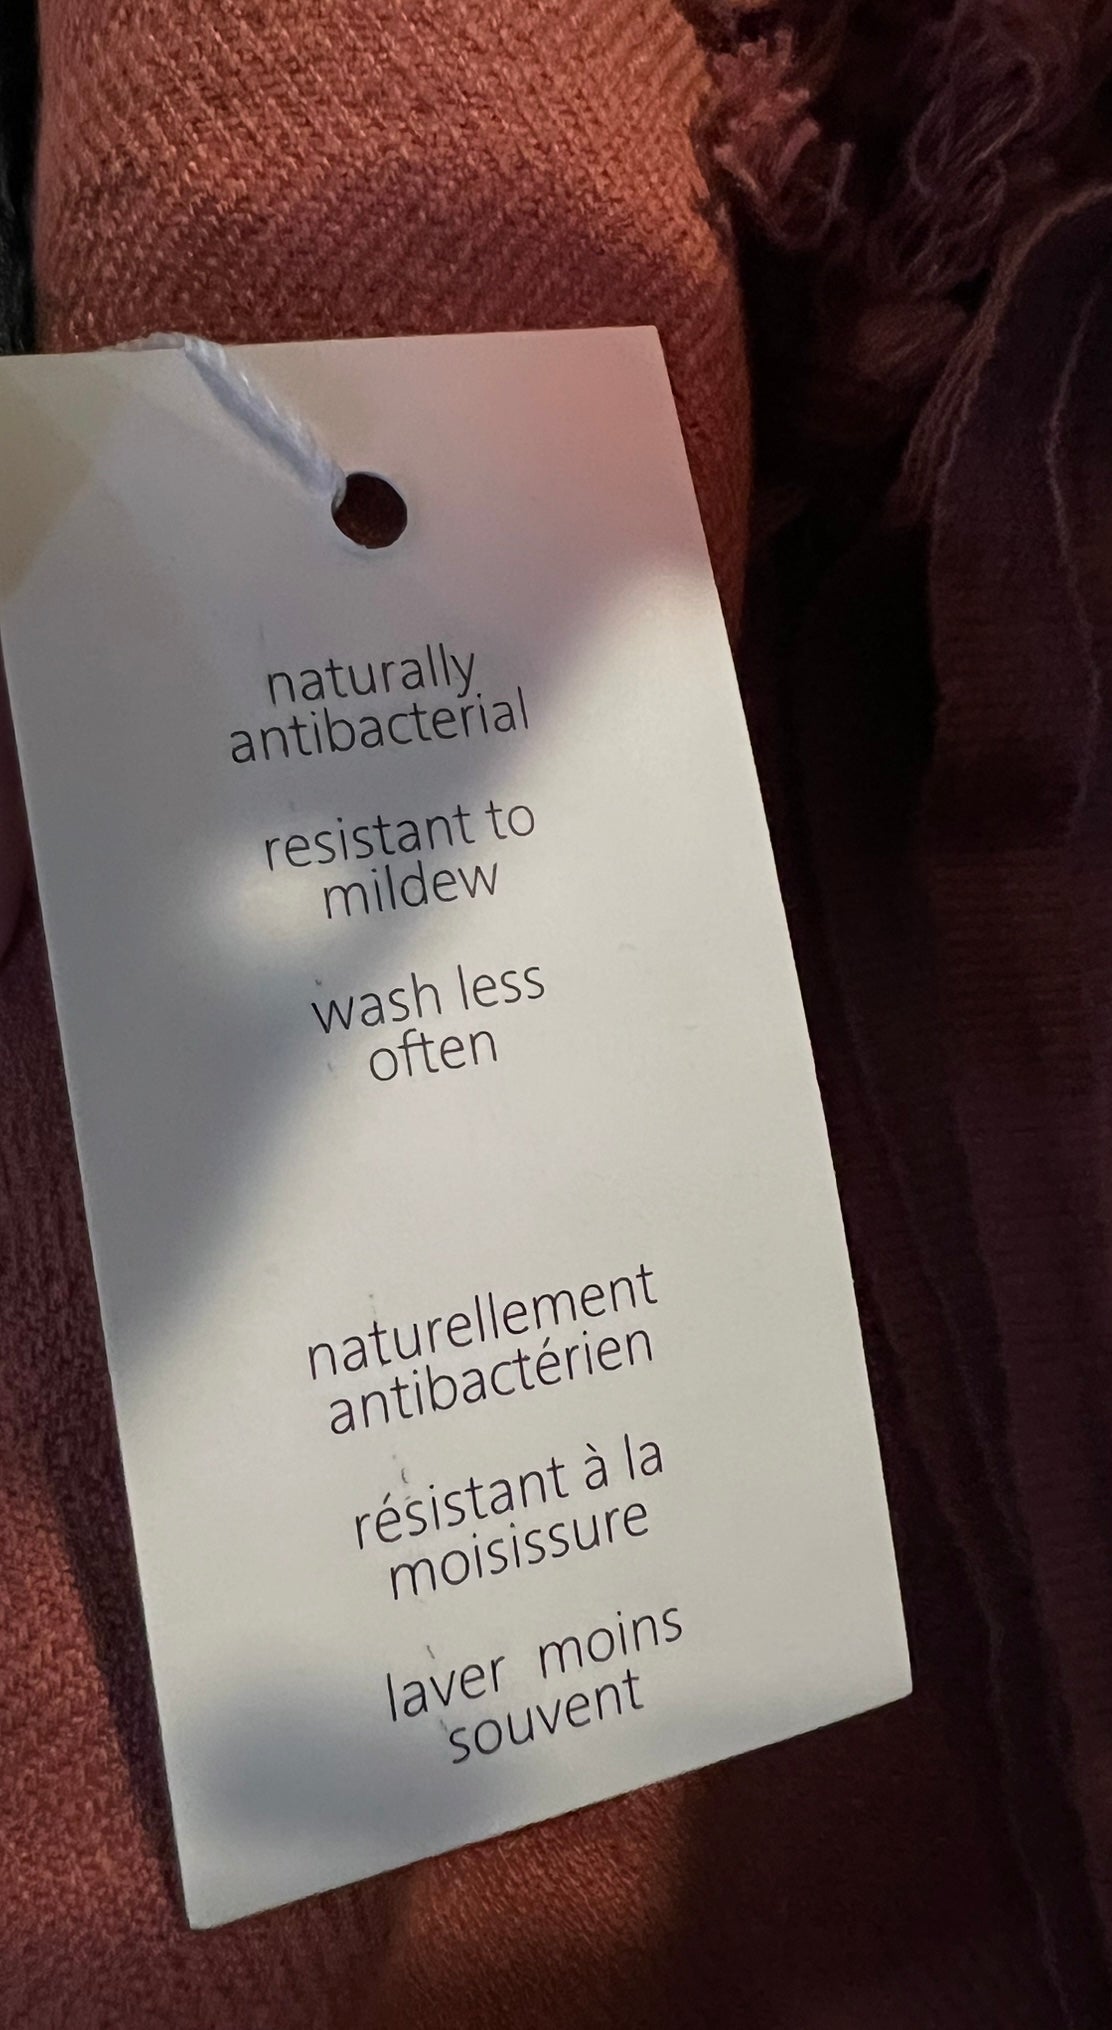 naturally
antibacterial
resistant to
mildew
wash less
often
naturellement
antibactérien
résistant à la
moisissure
laver moins
souvent